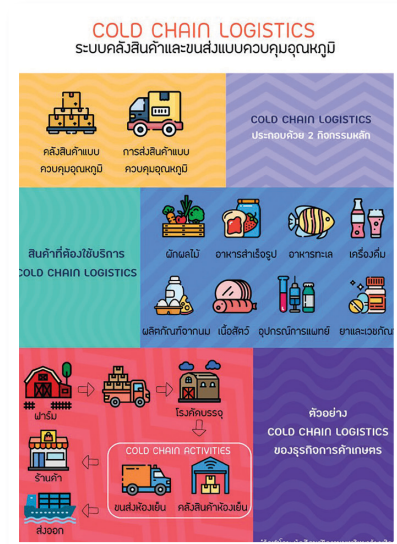 COLD CHAIN LOGISTICS
ระบบคลังสินค้าและขนส่งแบบควบคุมอุณหภูมิ
คลังสินค้าแบบ
ควบคุมอุณหภูมิ
การส่งสินค้าแบบ
ควบคุมอุณหภูมิ
COLD CHAIN LOGISTICS
ประกอบด้วย 2 กิจกรรมหลัก
สินค้าที่ต้องใช้บริการ
COLD CHAIN LOGISTICS
ผักผลไม้
อาหารสำเร็จรูป
อาหารทะเล
เครื่องดื่ม
ผลิตภัณฑ์จากนม
เนื้อสัตว์
อุปกรณ์การแพทย์
ยาและเวชภัณ
ฟาร์ม
โรงคัดบรรจุ
ร้านค้า
COLD CHAIN ACTIVITIES
ขนส่งห้องเย็น
คลังสินค้าห้องเย็น
ส่งออก
ตัวอย่าง
COLD CHAIN LOGISTICS
ของธุรกิจการค้าเกษตร